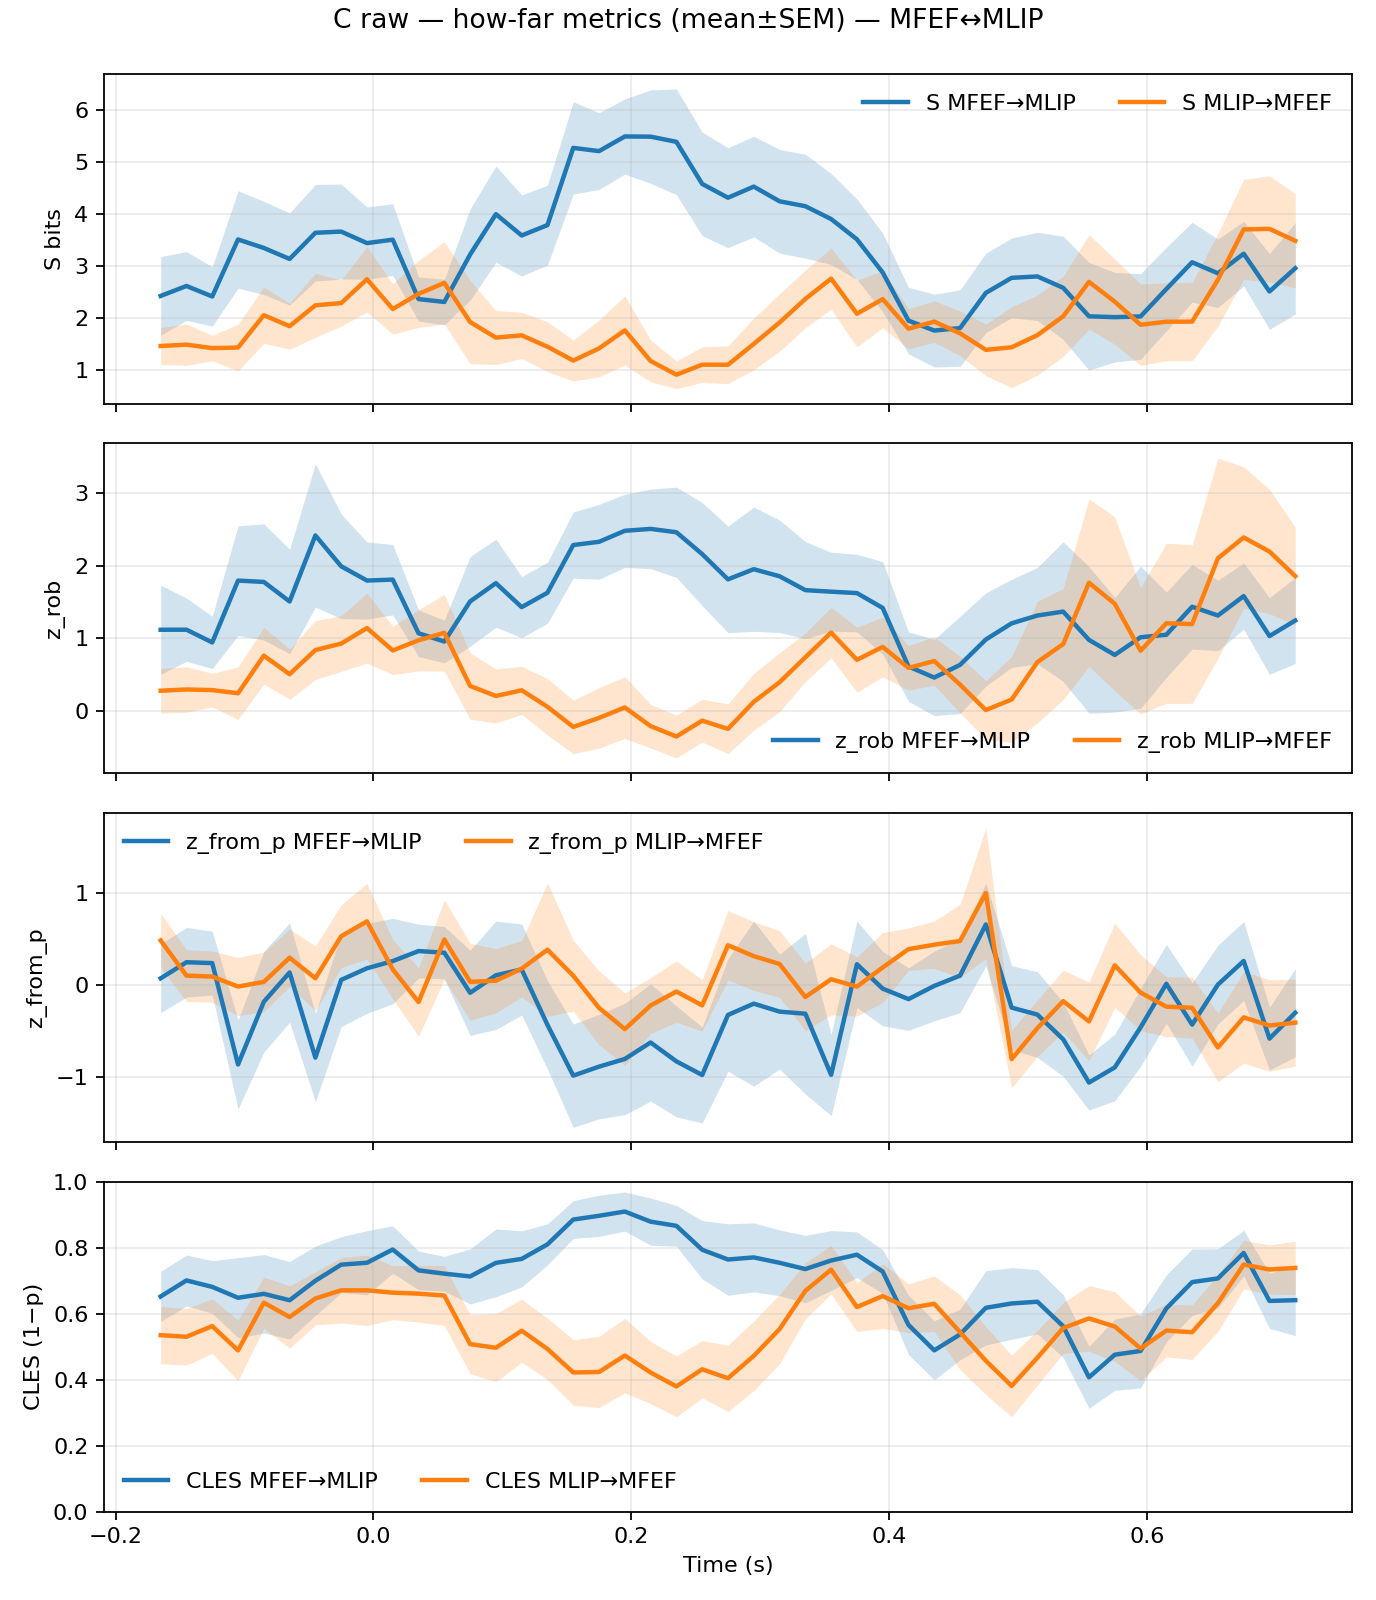 C raw — how-far metrics (mean±SEM) — MFEF↔MLIP
S MFEF→MLIP S MLIP→MFEF
6
5
4
3
2
1
S bits
3
2
1
0
z_rob
z_rob MFEF→MLIP z_rob MLIP→MFEF
z_from_p MFEF→MLIP z_from_p MLIP→MFEF
1
0
−1
z_from_p
1.0
0.8
0.6
0.4
0.2
0.0
CLES (1−p)
CLES MFEF→MLIP CLES MLIP→MFEF
−0.2 0.0 0.2 0.4 0.6
Time (s)